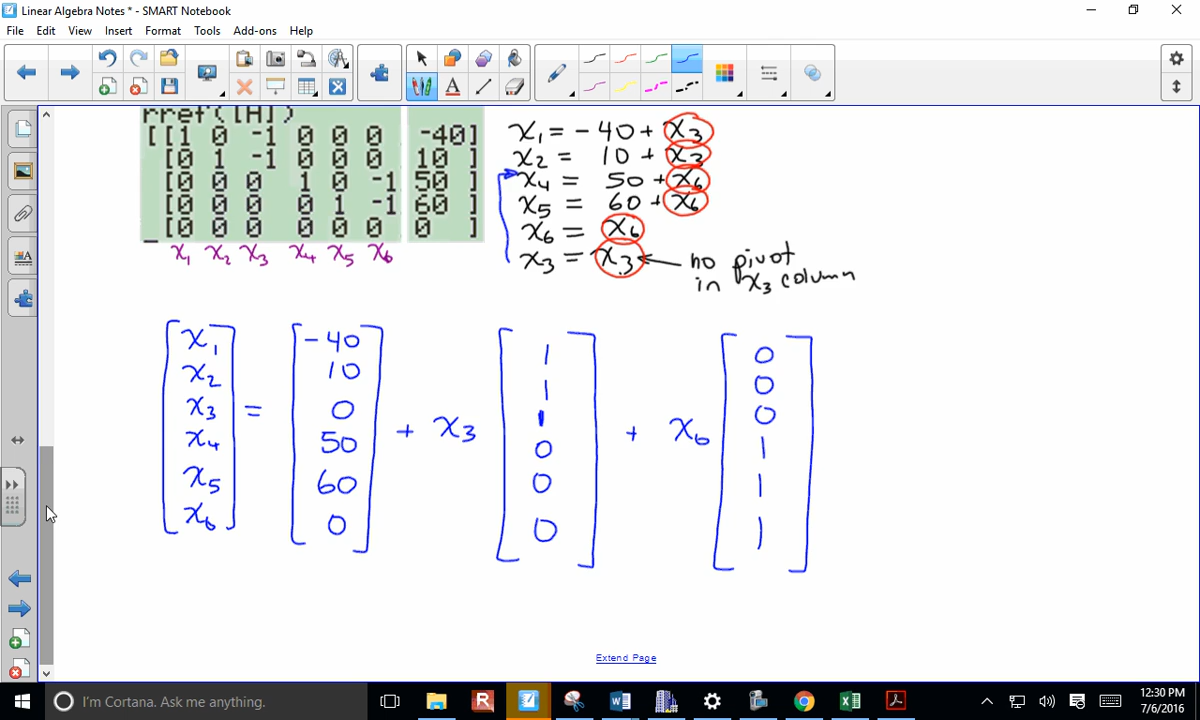 Linear Algebra Notes * - SMART Notebook
File Edit View Insert Format Tools Add-ons Help
rref([H])
[[1 0 -1 0 0 0 -40]
[0 1 -1 0 0 0 10 ]
[0 0 0 1 0 -1 50 ]
[0 0 0 0 1 -1 60 ]
[0 0 0 0 0 0 0 ]
x₁ x₂ x₃ x₄ x₅ x₆
x₁ = -40 + x₃
x₂ = 10 + x₃
x₄ = 50 + x₆
x₅ = 60 + x₆
x₆ = x₆
x₃ = x₃ ← no pivot
in x₃ column
x₁ -40 1 0
x₂ 10 1 0
x₃ = 0 1 0
+ x₃ + x₆
x₄ 50 0 1
x₅ 60 0 1
x₆ 0 0 1
Extend Page
I'm Cortana. Ask me anything.
12:30 PM
7/6/2016